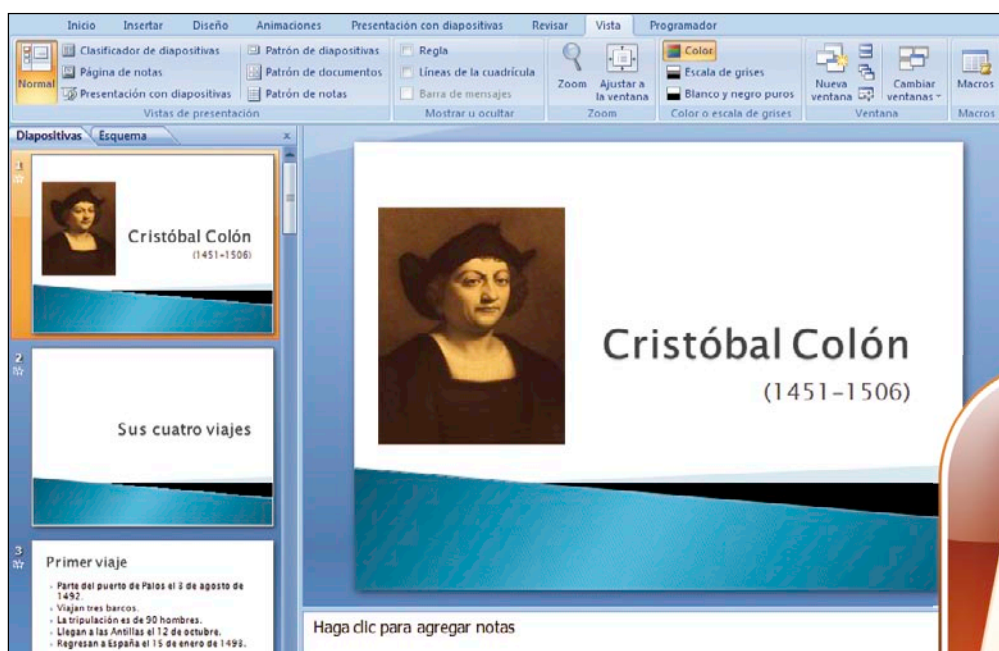 Inicio Insertar Diseño Animaciones Presentación con diapositivas Revisar Vista Programador
Normal
Clasificador de diapositivas
Página de notas
Presentación con diapositivas
Patrón de diapositivas
Patrón de documentos
Patrón de notas
Vistas de presentación
Regla
Líneas de la cuadrícula
Barra de mensajes
Mostrar u ocultar
Zoom
Ajustar a
la ventana
Zoom
Color
Escala de grises
Blanco y negro puros
Color o escala de grises
Nueva
ventana
Cambiar
ventanas
Ventana
Macros
Macros
Diapositivas Esquema x
1
Cristóbal Colón
(1451-1506)
2
Sus cuatro viajes
3
Primer viaje
Parte del puerto de Palos el 3 de agosto de
1492.
Viajan tres barcos.
La tripulación es de 90 hombres.
Llegan a las Antillas el 12 de octubre.
Regresan a España el 15 de enero de 1493.
Cristóbal Colón
(1451-1506)
Haga clic para agregar notas